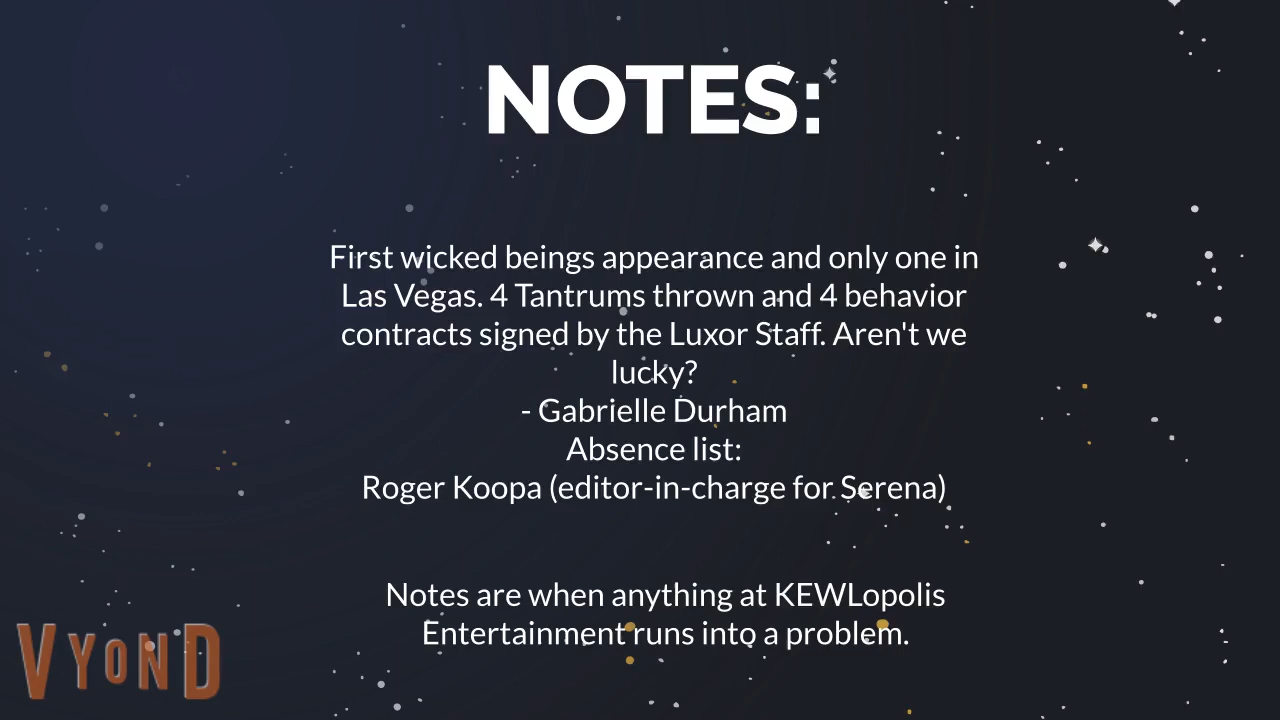 NOTES:
First wicked beings appearance and only one in
Las Vegas. 4 Tantrums thrown and 4 behavior
contracts signed by the Luxor Staff. Aren't we
lucky?
- Gabrielle Durham
Absence list:
Roger Koopa (editor-in-charge for Serena)
Notes are when anything at KEWLopolis
Entertainment runs into a problem.
VYOND